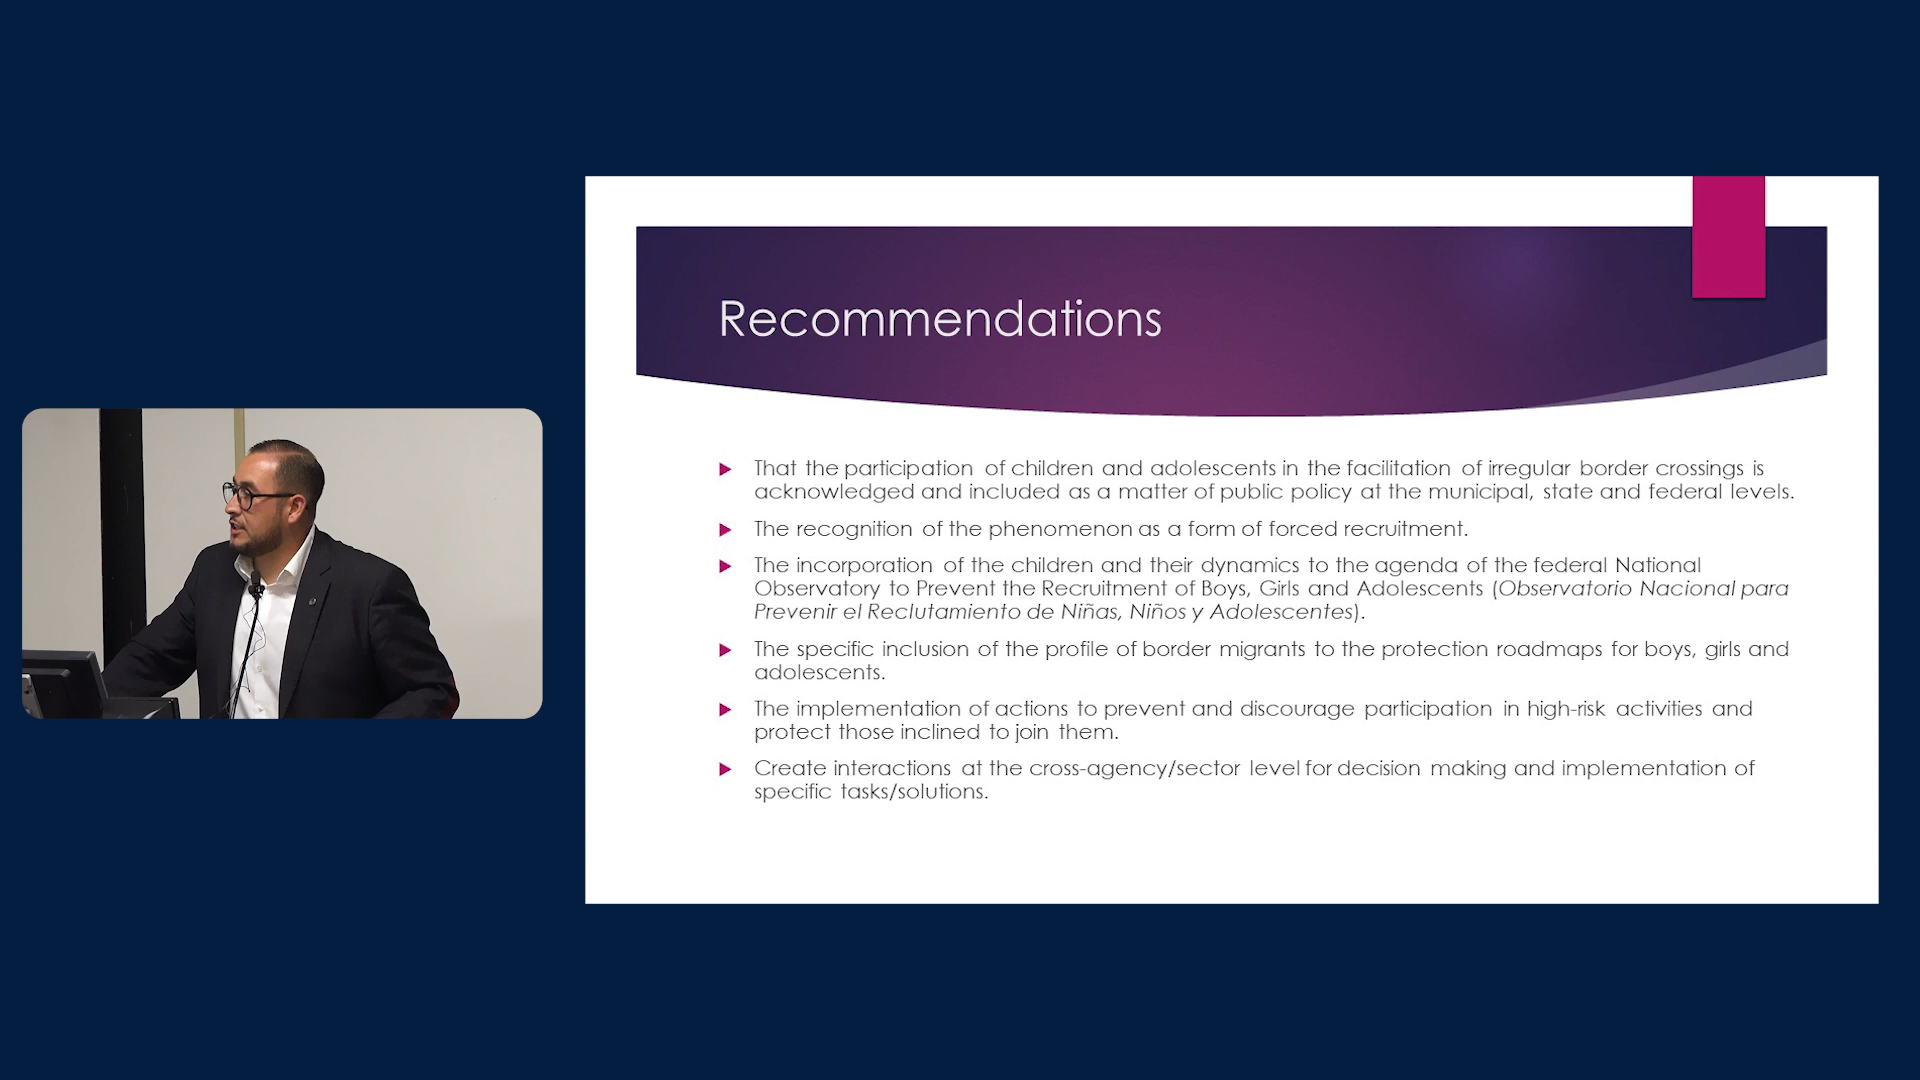 Recommendations
That the participation of children and adolescents in the facilitation of irregular border crossings is
acknowledged and included as a matter of public policy at the municipal, state and federal levels.
The recognition of the phenomenon as a form of forced recruitment.
The incorporation of the children and their dynamics to the agenda of the federal National
Observatory to Prevent the Recruitment of Boys, Girls and Adolescents (Observatorio Nacional para
Prevenir el Reclutamiento de Niñas, Niños y Adolescentes).
The specific inclusion of the profile of border migrants to the protection roadmaps for boys, girls and
adolescents.
The implementation of actions to prevent and discourage participation in high-risk activities and
protect those inclined to join them.
Create interactions at the cross-agency/sector level for decision making and implementation of
specific tasks/solutions.